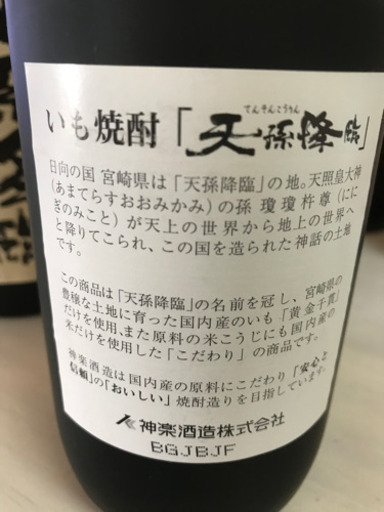 てんそんこうりん
いも焼酎「天孫降臨」
日向の国 宮崎県は「天孫降臨」の地。天照皇大神
(あまてらすおおみかみ)の孫 瓊瓊杵尊(にに
ぎのみこと)が天上の世界から地上の世界へ
と降りてこられ、この国を造られた神話の土地
です。
この商品は「天孫降臨」の名前を冠し、宮崎県の
豊穣な土地に育った国内産のいも「黄金千貫」
だけを使用、また原料の米こうじにも国内産の
米だけを使用した「こだわり」の商品です。
神楽酒造は国内産の原料にこだわり「安心と
信頼」の「おいしい」焼酎造りを目指しています。
神楽酒造株式会社
BGJBJF